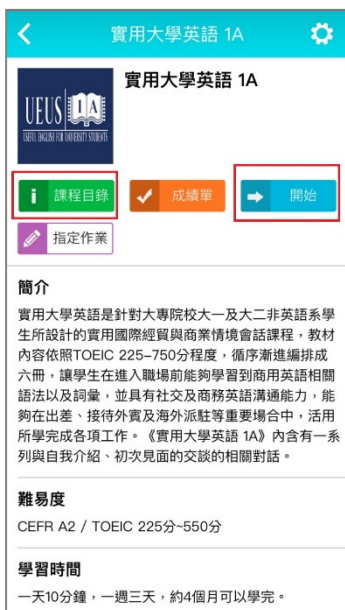 實用大學英語 1A
UEUS 1A
USEFUL ENGLISH FOR UNIVERSITY STUDENTS
實用大學英語 1A
i 課程目錄
成績單
開始
指定作業
簡介
實用大學英語是針對大專院校大一及大二非英語系學
生所設計的實用國際經貿與商業情境會話課程，教材
內容依照TOEIC 225–750分程度，循序漸進編排成
六冊，讓學生在進入職場前能夠學習到商用英語相關
語法以及詞彙，並具有社交及商務英語溝通能力，能
夠在出差、接待外賓及海外派駐等重要場合中，活用
所學完成各項工作。《實用大學英語 1A》內含有一系
列與自我介紹、初次見面的交談的相關對話。
難易度
CEFR A2 / TOEIC 225分~550分
學習時間
一天10分鐘，一週三天，約4個月可以學完。